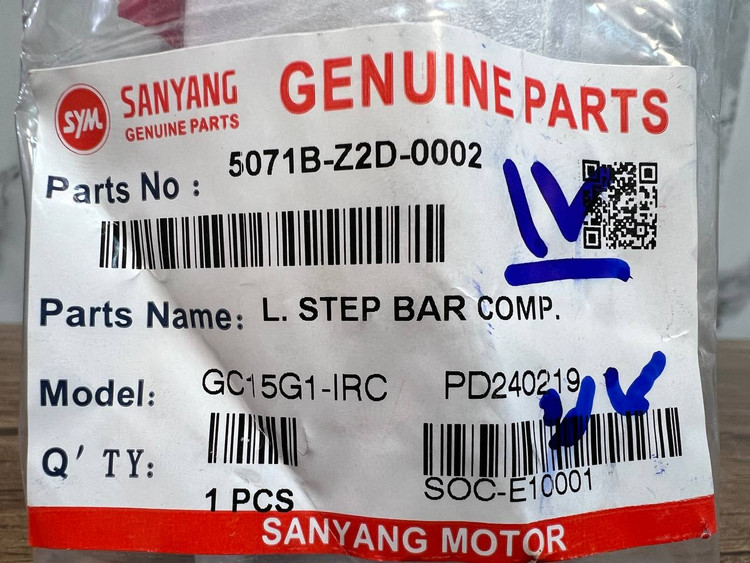 SYM SANYANG GENUINE PARTS
GENUINE PARTS
Parts No : 5071B-Z2D-0002
Parts Name: L. STEP BAR COMP.
Model: GC15G1-IRC PD240219
Q' TY: 1 PCS
SOC-E10001
SANYANG MOTOR